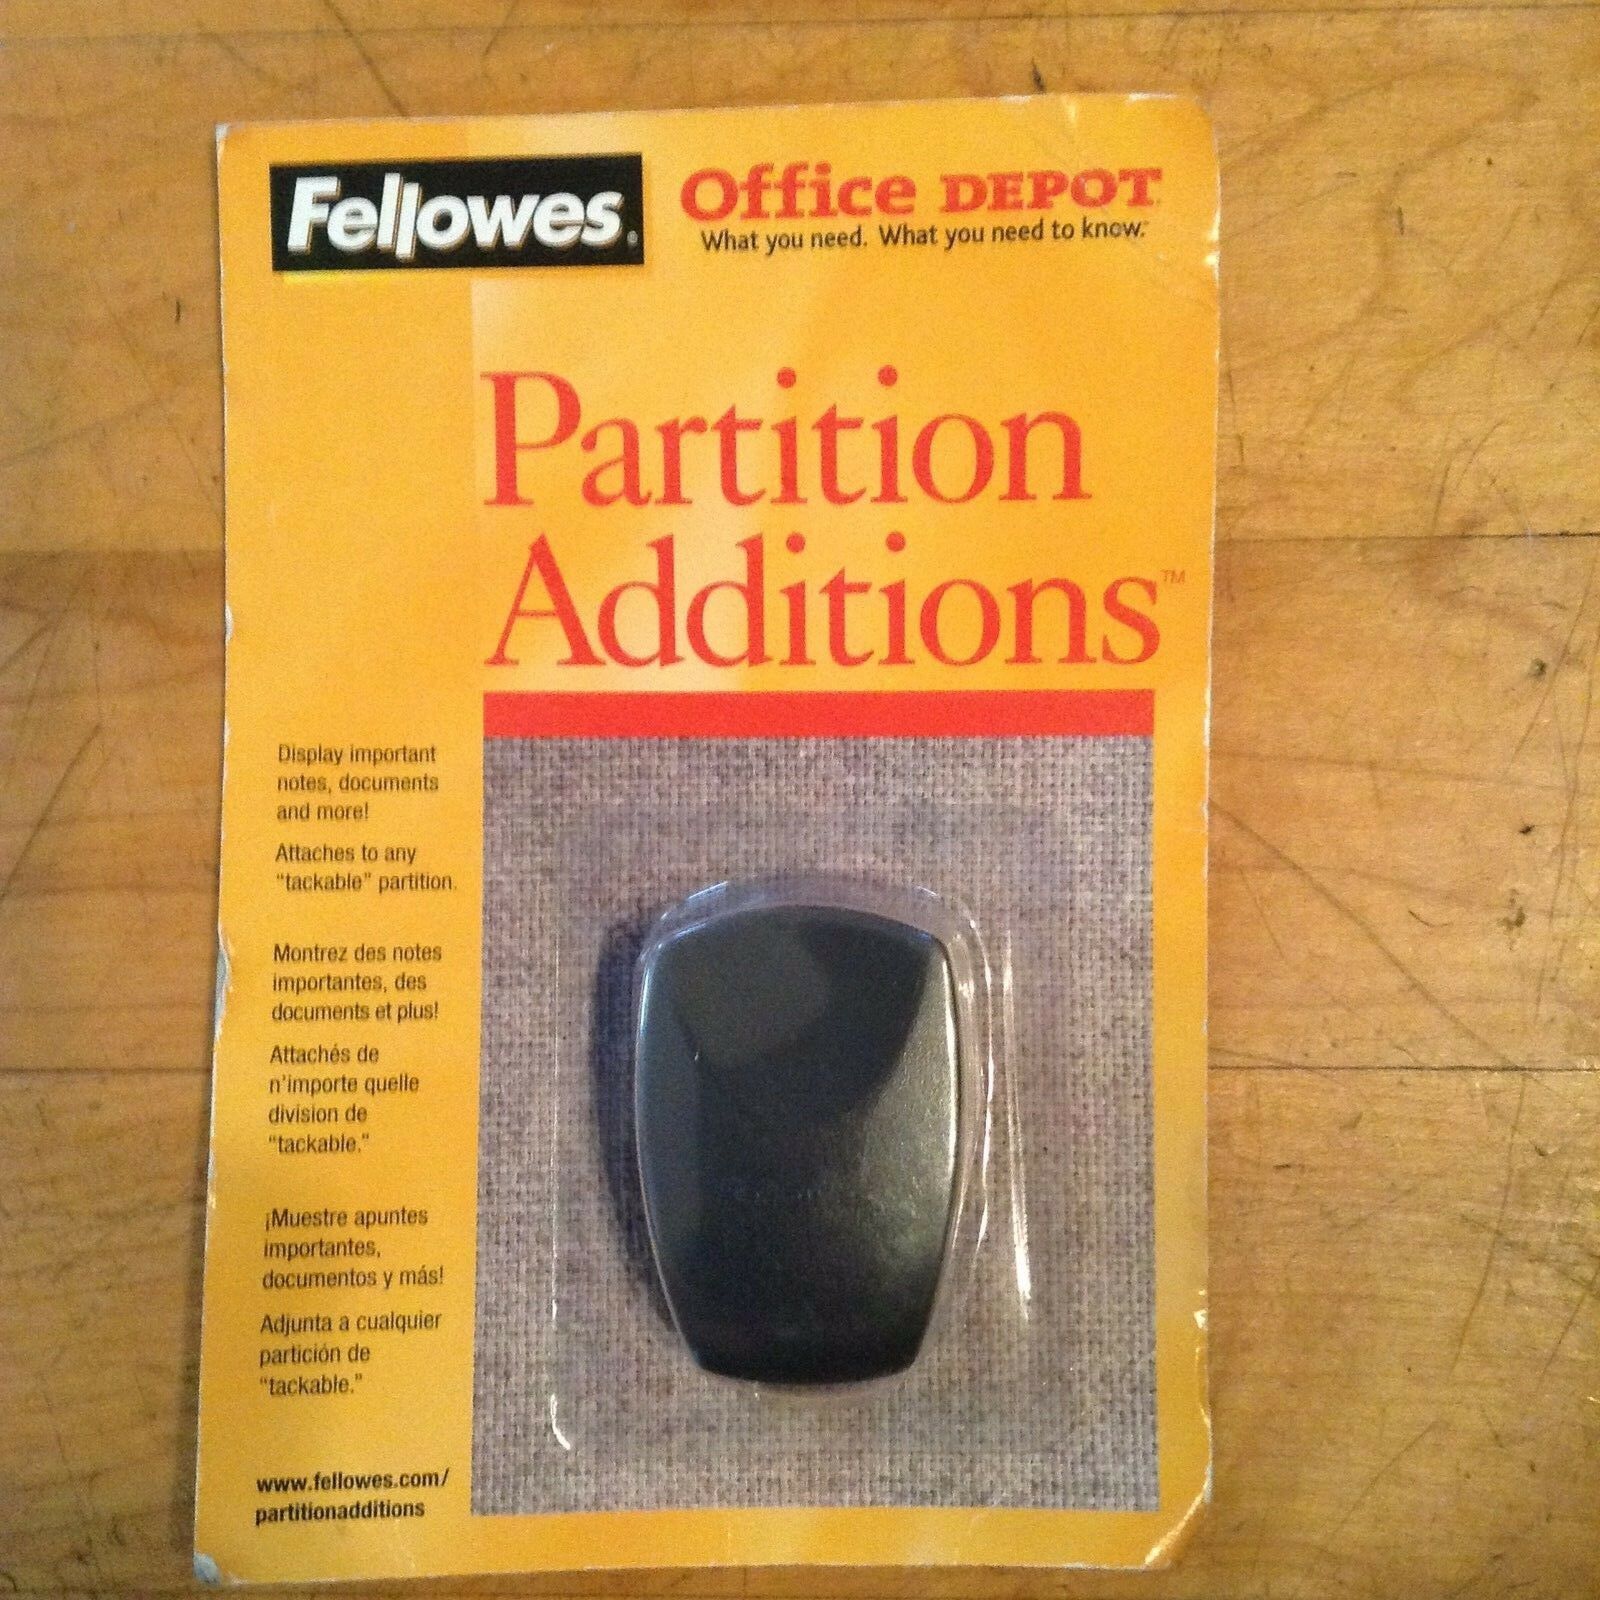 Fellowes®
Office DEPOT
What you need. What you need to know.™
Partition
Additions™
Display important
notes, documents
and more!
Attaches to any
"tackable" partition.
Montrez des notes
importantes, des
documents et plus!
Attachés de
n'importe quelle
division de
"tackable."
¡Muestre apuntes
importantes,
documentos y más!
Adjunta a cualquier
partición de
"tackable."
www.fellowes.com/
partitionadditions